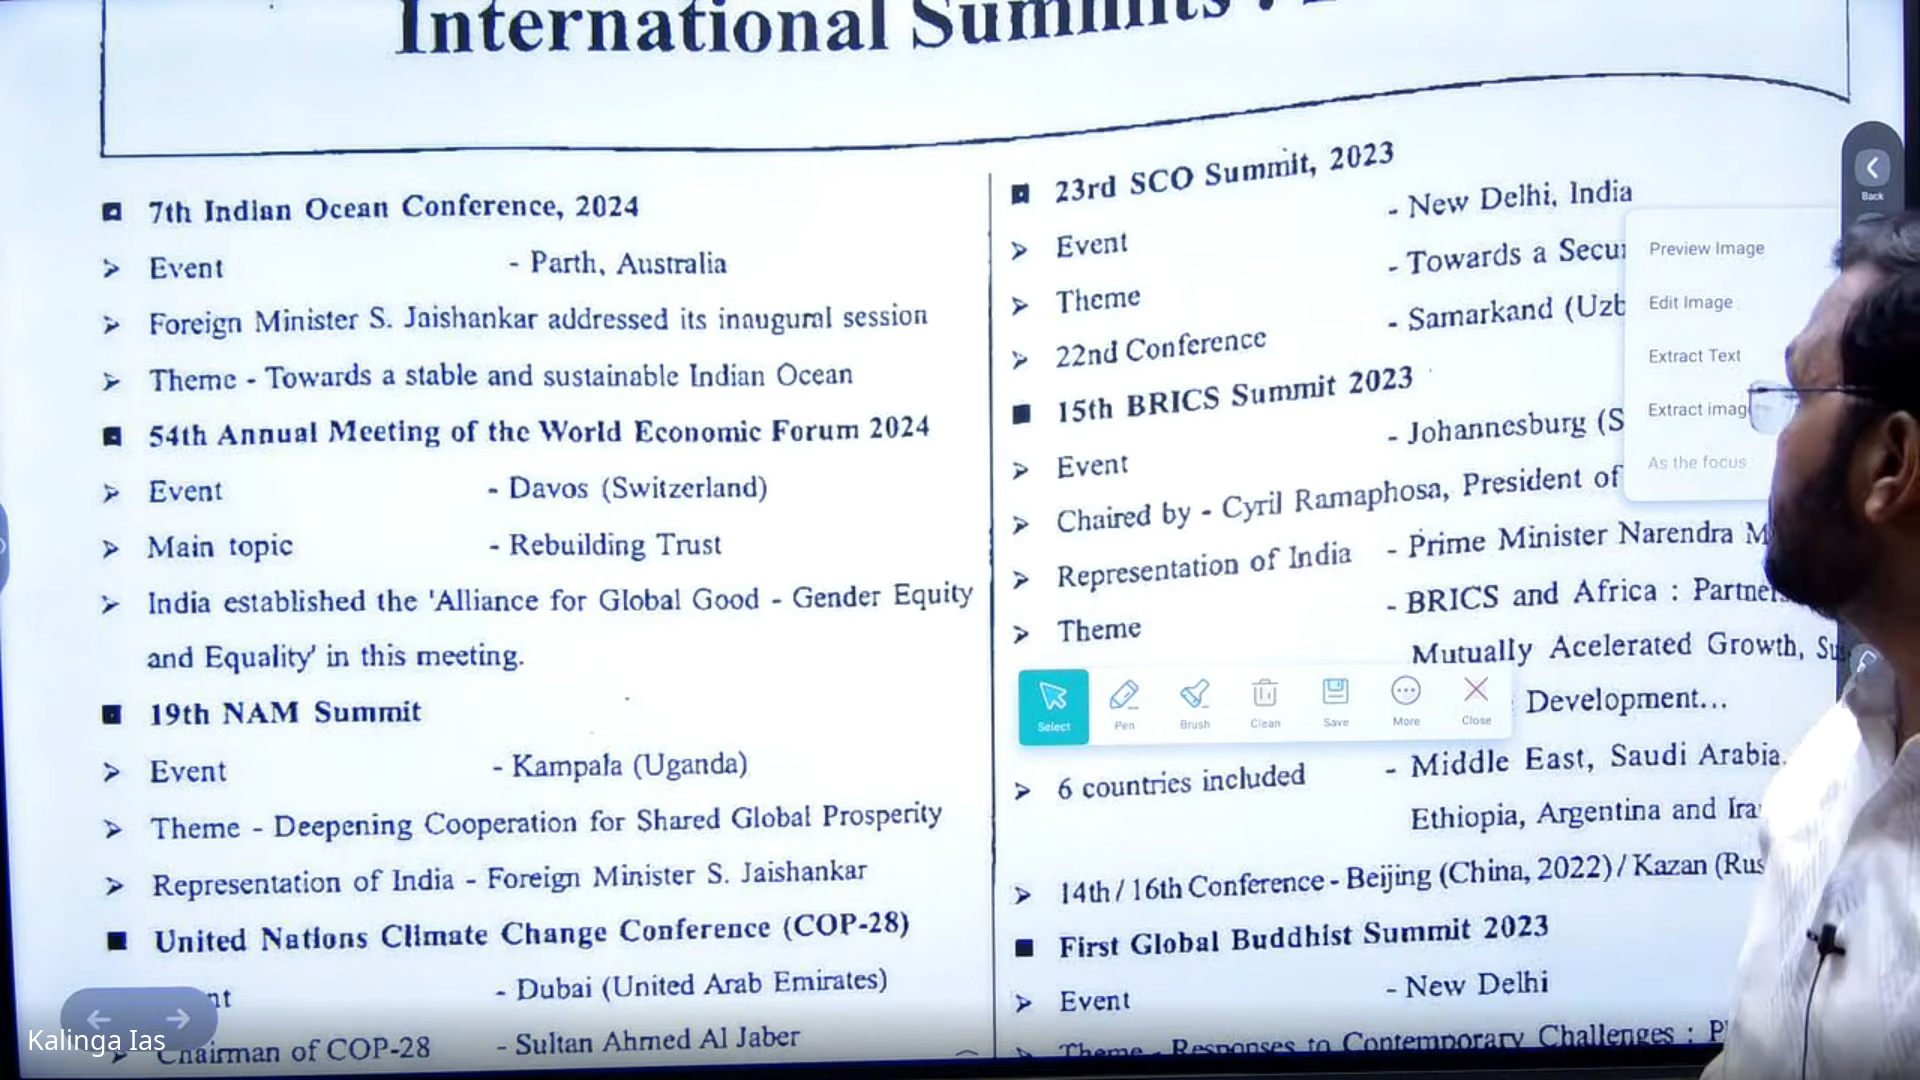 International Summits :
7th Indian Ocean Conference, 2024
Event - Parth, Australia
Foreign Minister S. Jaishankar addressed its inaugural session
Theme - Towards a stable and sustainable Indian Ocean
54th Annual Meeting of the World Economic Forum 2024
Event - Davos (Switzerland)
Main topic - Rebuilding Trust
India established the 'Alliance for Global Good - Gender Equity
and Equality' in this meeting.
19th NAM Summit
Event - Kampala (Uganda)
Theme - Deepening Cooperation for Shared Global Prosperity
Representation of India - Foreign Minister S. Jaishankar
United Nations Climate Change Conference (COP-28)
- Dubai (United Arab Emirates)
Chairman of COP-28 - Sultan Ahmed Al Jaber
23rd SCO Summit, 2023
Event - New Delhi, India
Theme - Towards a
22nd Conference - Samarkand
15th BRICS Summit 2023
Event - Johannesburg
Chaired by - Cyril Ramaphosa, President of
Representation of India - Prime Minister Narendra
Theme - BRICS and Africa :
Mutually Acelerated Growth,
Development...
6 countries included - Middle East, Saudi Arabia.
Ethiopia, Argentina and
14th / 16th Conference - Beijing (China, 2022) / Kazan
First Global Buddhist Summit 2023
Event - New Delhi
Theme - Responses to Contemporary Challenges :
Back
Preview Image
Edit Image
Extract Text
Extract
As the focus
Select
Pen
Brush
Clean
Save
More
Close
Kalinga Ias